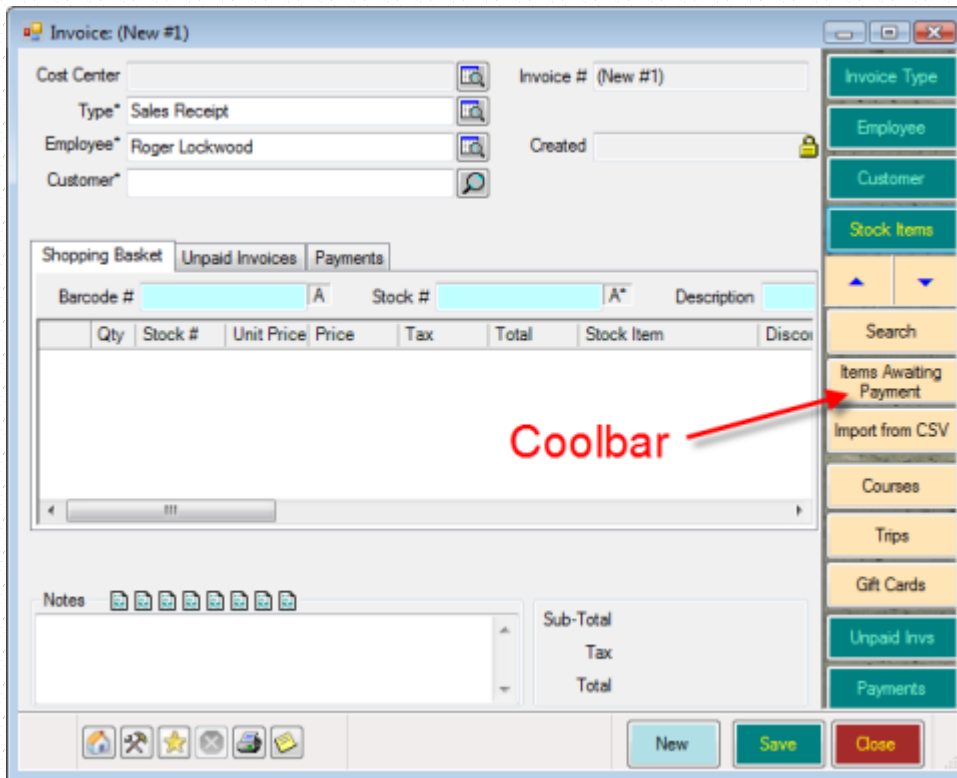 Invoice: (New #1)
Cost Center
Invoice # (New #1)
Type* Sales Receipt
Employee* Roger Lockwood
Created
Customer*
Shopping Basket Unpaid Invoices Payments
Barcode # A Stock # A* Description
Qty Stock # Unit Price Price Tax Total Stock Item Discou
Coolbar
Notes
Sub-Total
Tax
Total
New Save Close
Invoice Type
Employee
Customer
Stock Items
Search
Items Awaiting
Payment
Import from CSV
Courses
Trips
Gift Cards
Unpaid Invs
Payments